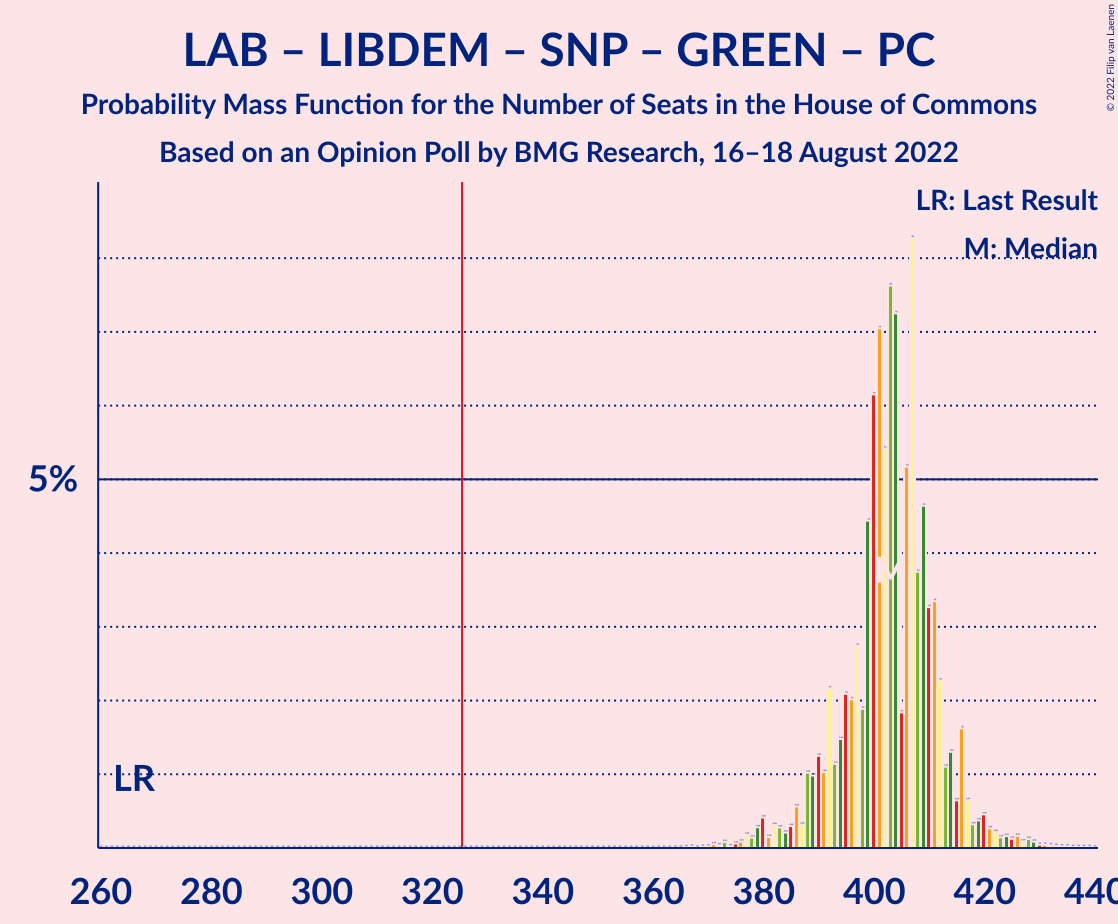 LAB – LIBDEM – SNP – GREEN – PC
Probability Mass Function for the Number of Seats in the House of Commons
Based on an Opinion Poll by BMG Research, 16–18 August 2022
© 2022 Filip van Laenen
LR: Last Result
M: Median
5%
LR
M
260 280 300 320 340 360 380 400 420 440